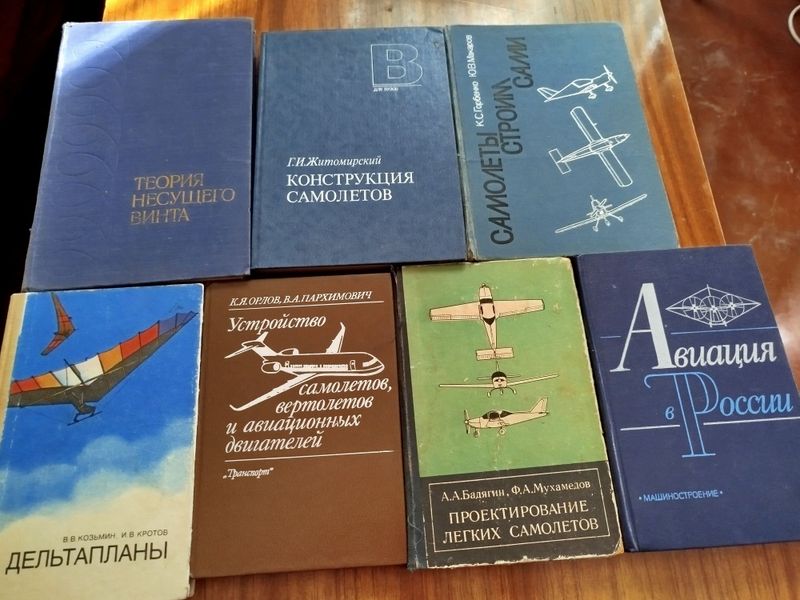 ТЕОРИЯ
НЕСУЩЕГО
ВИНТА
В
ДЛЯ ВУЗОВ
Г.И.Житомирский
КОНСТРУКЦИЯ
САМОЛЕТОВ
К.С.Горбенко Ю.В.Макаров
САМОЛЕТЫ
СТРОИМ
САМИ
В.В.КОЗЬМИН, И.В.КРОТОВ
ДЕЛЬТАПЛАНЫ
К.Я.ОРЛОВ, В.А.ПАРХИМОВИЧ
Устройство
самолетов,
вертолетов
и авиационных
двигателей
„Транспорт"
А.А.Бадягин, Ф.А.Мухамедов
ПРОЕКТИРОВАНИЕ
ЛЕГКИХ САМОЛЕТОВ
Авиация
в России
• МАШИНОСТРОЕНИЕ •